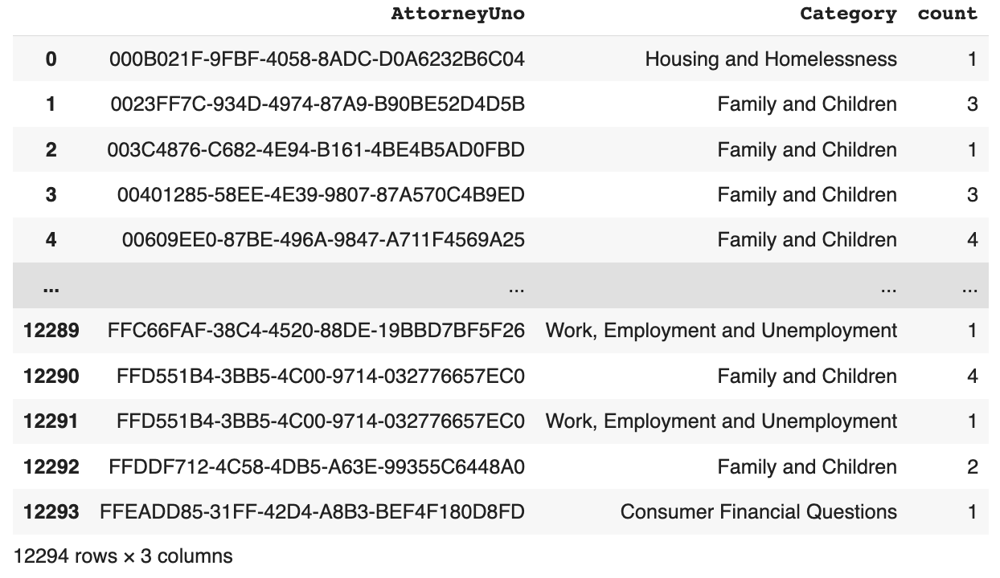 AttorneyUno Category count
0 000B021F-9FBF-4058-8ADC-D0A6232B6C04 Housing and Homelessness 1
1 0023FF7C-934D-4974-87A9-B90BE52D4D5B Family and Children 3
2 003C4876-C682-4E94-B161-4BE4B5AD0FBD Family and Children 1
3 00401285-58EE-4E39-9807-87A570C4B9ED Family and Children 3
4 00609EE0-87BE-496A-9847-A711F4569A25 Family and Children 4
... ... ... ...
12289 FFC66FAF-38C4-4520-88DE-19BBD7BF5F26 Work, Employment and Unemployment 1
12290 FFD551B4-3BB5-4C00-9714-032776657EC0 Family and Children 4
12291 FFD551B4-3BB5-4C00-9714-032776657EC0 Work, Employment and Unemployment 1
12292 FFDDF712-4C58-4DB5-A63E-99355C6448A0 Family and Children 2
12293 FFEADD85-31FF-42D4-A8B3-BEF4F180D8FD Consumer Financial Questions 1
12294 rows × 3 columns